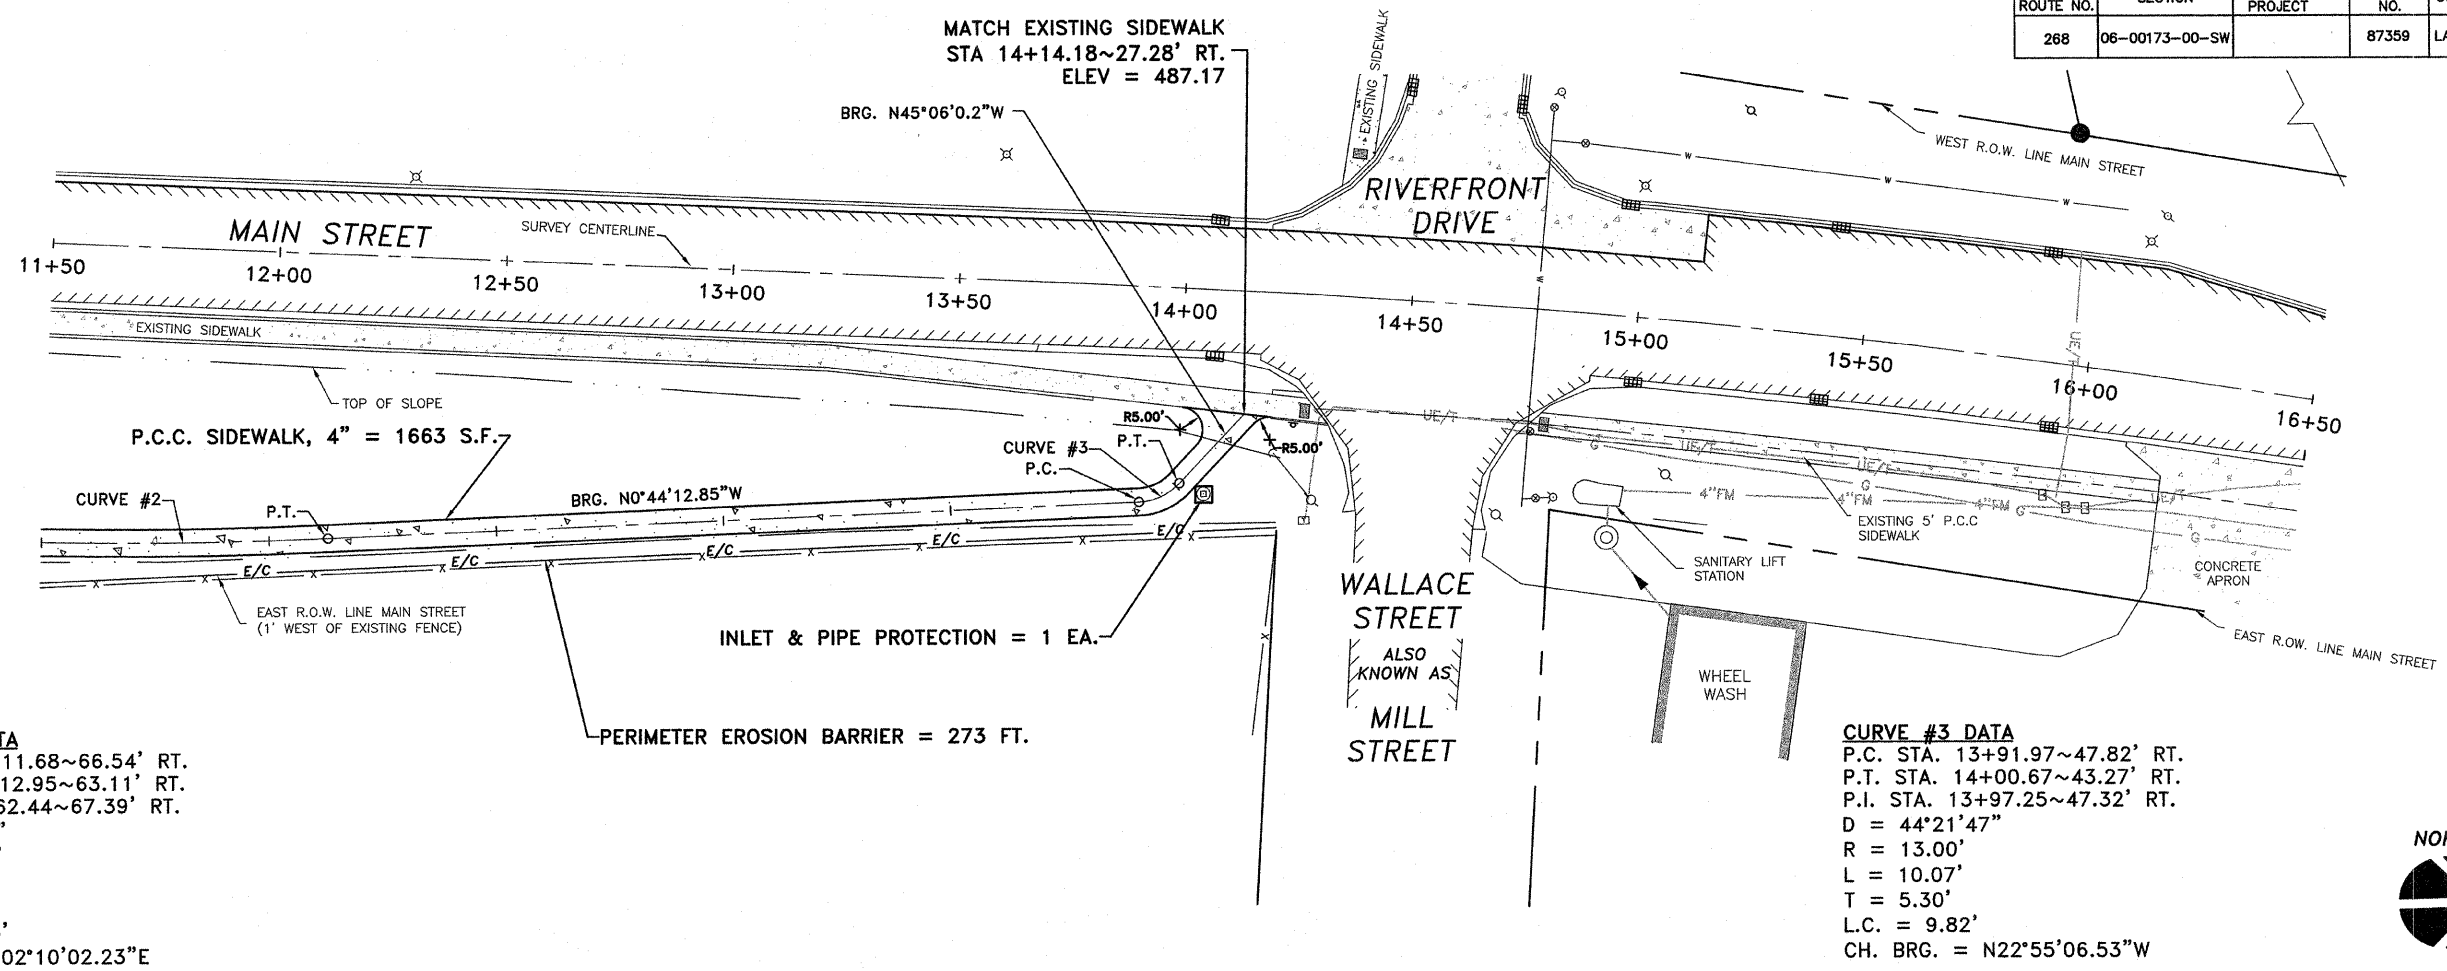 ROUTE NO.
PROJECT
NO.
268
06-00173-00-SW
87359
MATCH EXISTING SIDEWALK
STA 14+14.18~27.28' RT.
ELEV = 487.17
BRG. N45°06'0.2"W
EXISTING SIDEWALK
WEST R.O.W. LINE MAIN STREET
RIVERFRONT
DRIVE
W
W
W
W
MAIN STREET
SURVEY CENTERLINE
11+50
12+00
12+50
13+00
13+50
14+00
14+50
15+00
15+50
16+00
16+50
EXISTING SIDEWALK
TOP OF SLOPE
UE/T
R5.00'
R5.00'
P.C.C. SIDEWALK, 4" = 1663 S.F.
CURVE #3
P.T.
P.C.
UE/T
G
UE/T
UE/T
G
UE/T
4"FM
4"FM
4"FM
G
G
CURVE #2
P.T.
BRG. N0°44'12.85"W
EXISTING 5' P.C.C
SIDEWALK
E/C
E/C
E/C
E/C
E/C
SANITARY LIFT
STATION
CONCRETE
APRON
EAST R.O.W. LINE MAIN STREET
(1' WEST OF EXISTING FENCE)
WALLACE
STREET
INLET & PIPE PROTECTION = 1 EA.
EAST R.OW. LINE MAIN STREET
ALSO
KNOWN AS
WHEEL
WASH
MILL
STREET
PERIMETER EROSION BARRIER = 273 FT.
TA
11.68~66.54' RT.
12.95~63.11' RT.
62.44~67.39' RT.
02°10'02.23"E
CURVE #3 DATA
P.C. STA. 13+91.97~47.82' RT.
P.T. STA. 14+00.67~43.27' RT.
P.I. STA. 13+97.25~47.32' RT.
D = 44°21'47"
R = 13.00'
L = 10.07'
T = 5.30'
L.C. = 9.82'
CH. BRG. = N22°55'06.53"W